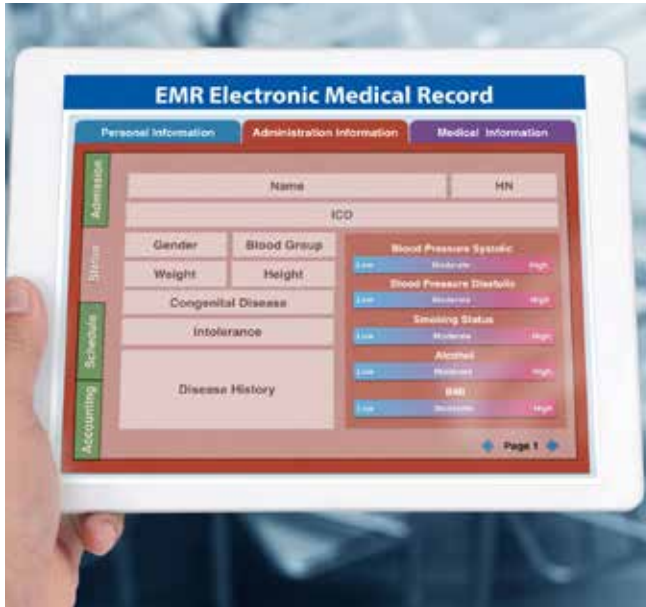 EMR Electronic Medical Record
Personal Information Administration Information Medical Information
Admission
Status
Schedule
Accounting
Name HN
ICD
Gender Blood Group
Weight Height
Congenital Disease
Intolerance
Disease History
Blood Pressure Systolic
Low Moderate High
Blood Pressure Diastolic
Low Moderate High
Smoking Status
Low Moderate High
Alcohol
Low Moderate High
BMI
Low Moderate High
Page 1